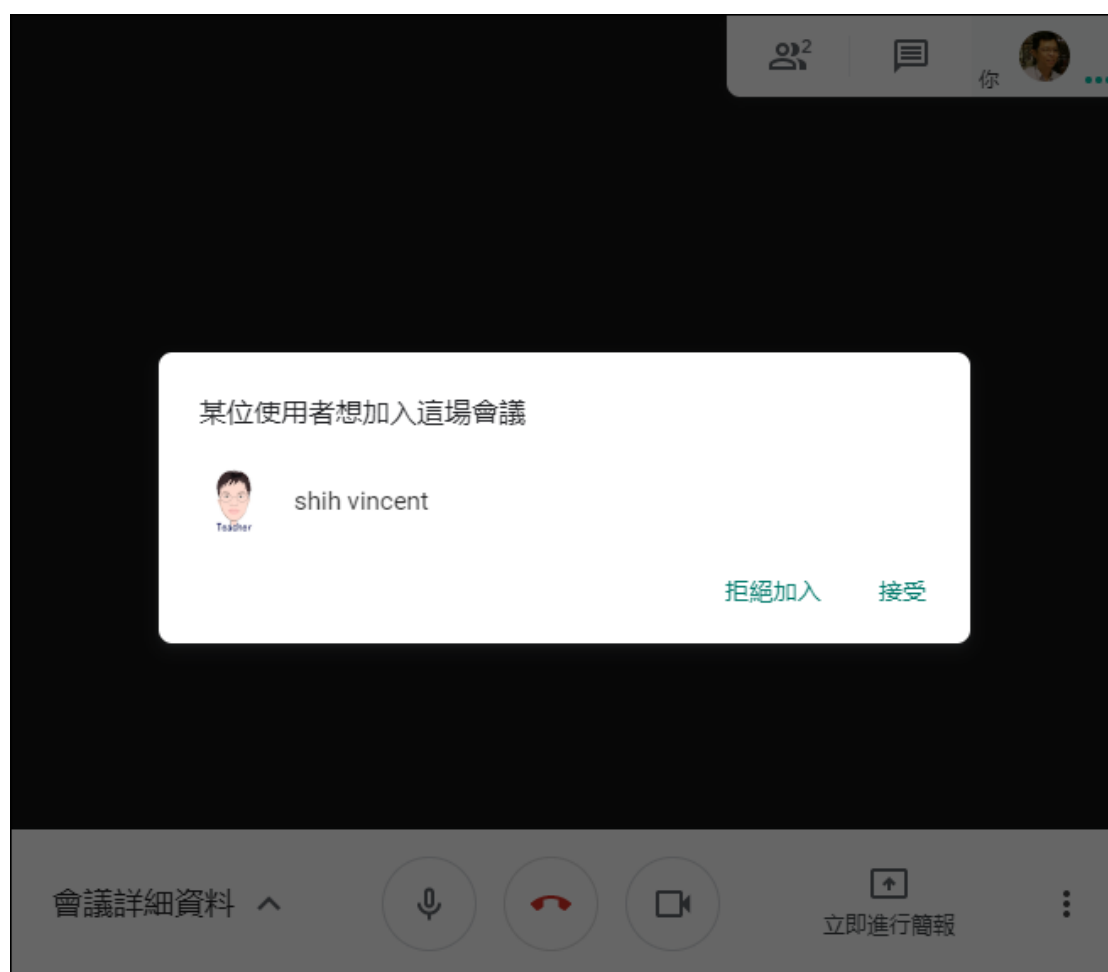 2
你
某位使用者想加入這場會議
shih vincent
Teacher
拒絕加入 接受
會議詳細資料
立即進行簡報